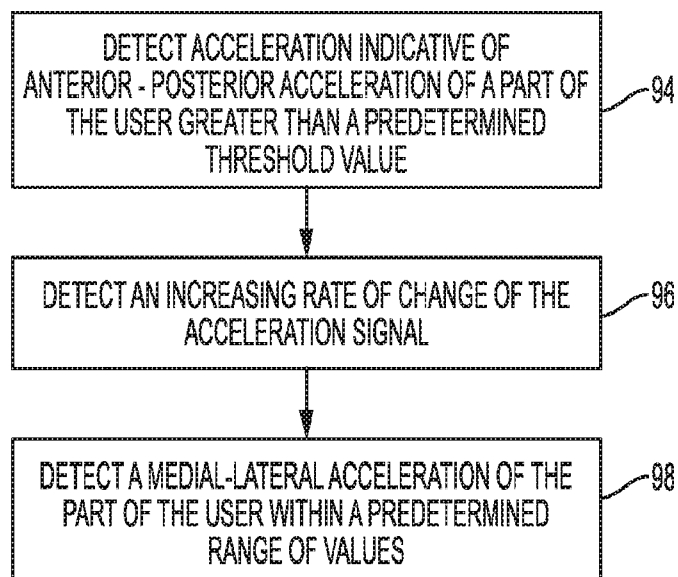 DETECT ACCELERATION INDICATIVE OF
ANTERIOR - POSTERIOR ACCELERATION OF A PART OF
THE USER GREATER THAN A PREDETERMINED
THRESHOLD VALUE
94
DETECT AN INCREASING RATE OF CHANGE OF THE
ACCELERATION SIGNAL
96
DETECT A MEDIAL-LATERAL ACCELERATION OF THE
PART OF THE USER WITHIN A PREDETERMINED
RANGE OF VALUES
98